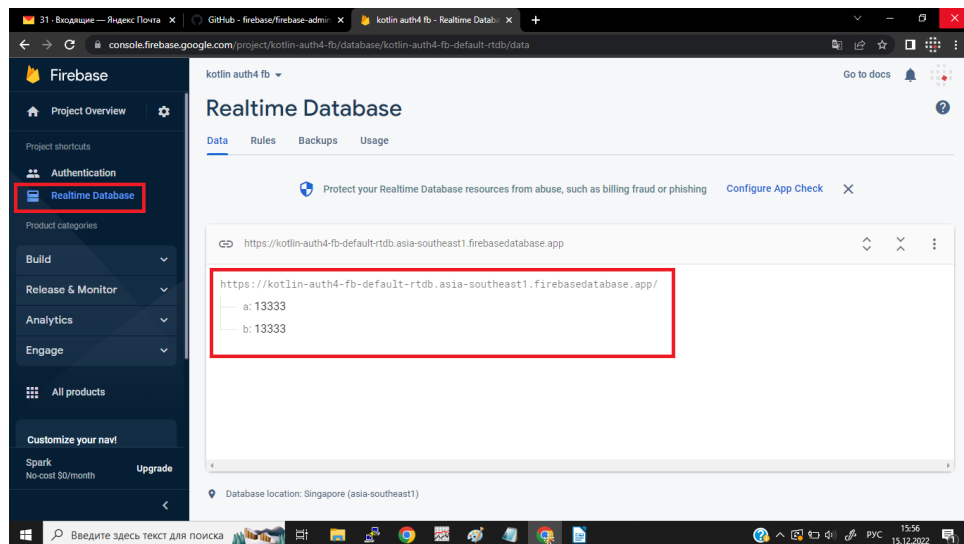 31 · Входящие — Яндекс Почта
GitHub - firebase/firebase-admin
kotlin auth4 fb - Realtime Databa
console.firebase.google.com/project/kotlin-auth4-fb/database/kotlin-auth4-fb-default-rtdb/data
Firebase
kotlin auth4 fb
Go to docs
Project Overview
Realtime Database
Project shortcuts
Data Rules Backups Usage
Authentication
Realtime Database
Protect your Realtime Database resources from abuse, such as billing fraud or phishing Configure App Check
Product categories
https://kotlin-auth4-fb-default-rtdb.asia-southeast1.firebasedatabase.app
Build
Release & Monitor
Analytics
Engage
https://kotlin-auth4-fb-default-rtdb.asia-southeast1.firebasedatabase.app/
a: 13333
b: 13333
All products
Customize your nav!
Spark
No-cost $0/month
Upgrade
Database location: Singapore (asia-southeast1)
Введите здесь текст для поиска
РУС
15:56
15.12.2022